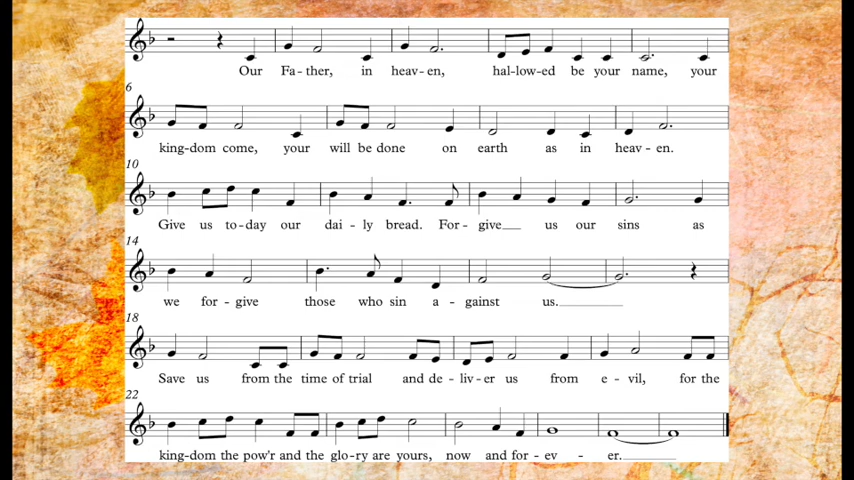 Our Fa-ther, in heav-en, hal-low-ed be your name, your
6
king-dom come, your will be done on earth as in heav-en.
10
Give us to-day our dai-ly bread. For-give__ us our sins as
14
we for-give those who sin a-gainst us.__
18
Save us from the time of trial and de-liv-er us from e-vil, for the
22
king-dom the pow'r and the glo-ry are yours, now and for-ev-er.__